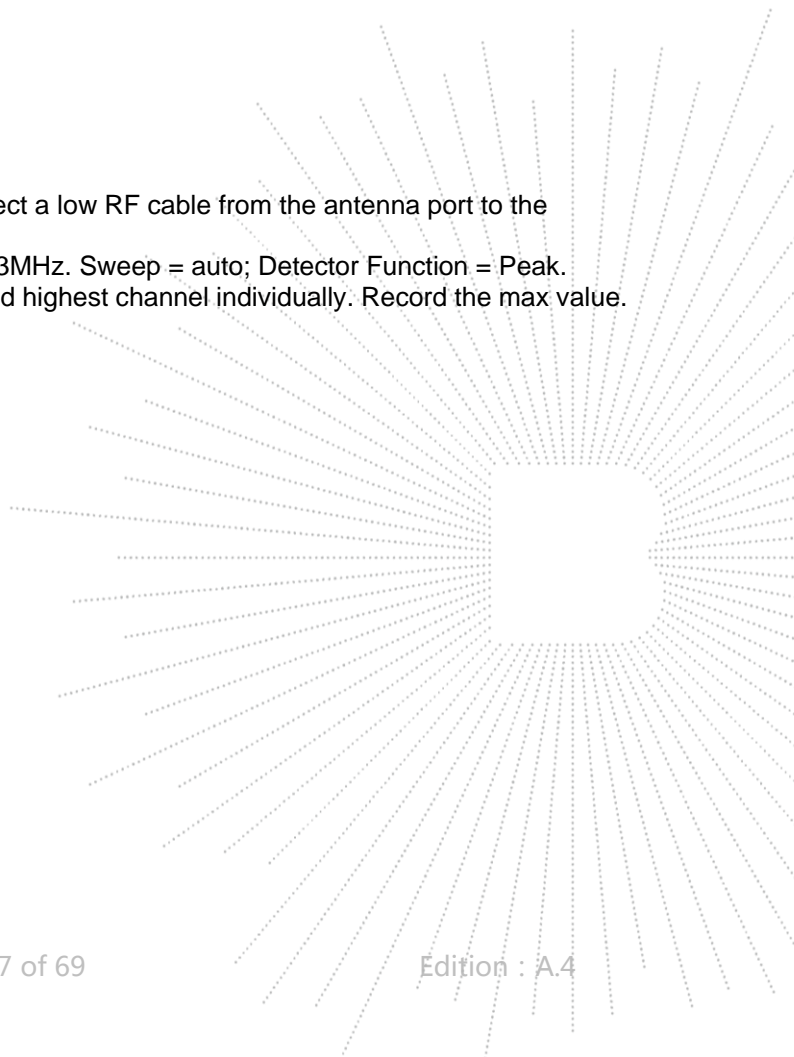 ect a low RF cable from the antenna port to the
3MHz. Sweep = auto; Detector Function = Peak.
d highest channel individually. Record the max value.
7 of 69 Edition : A.4